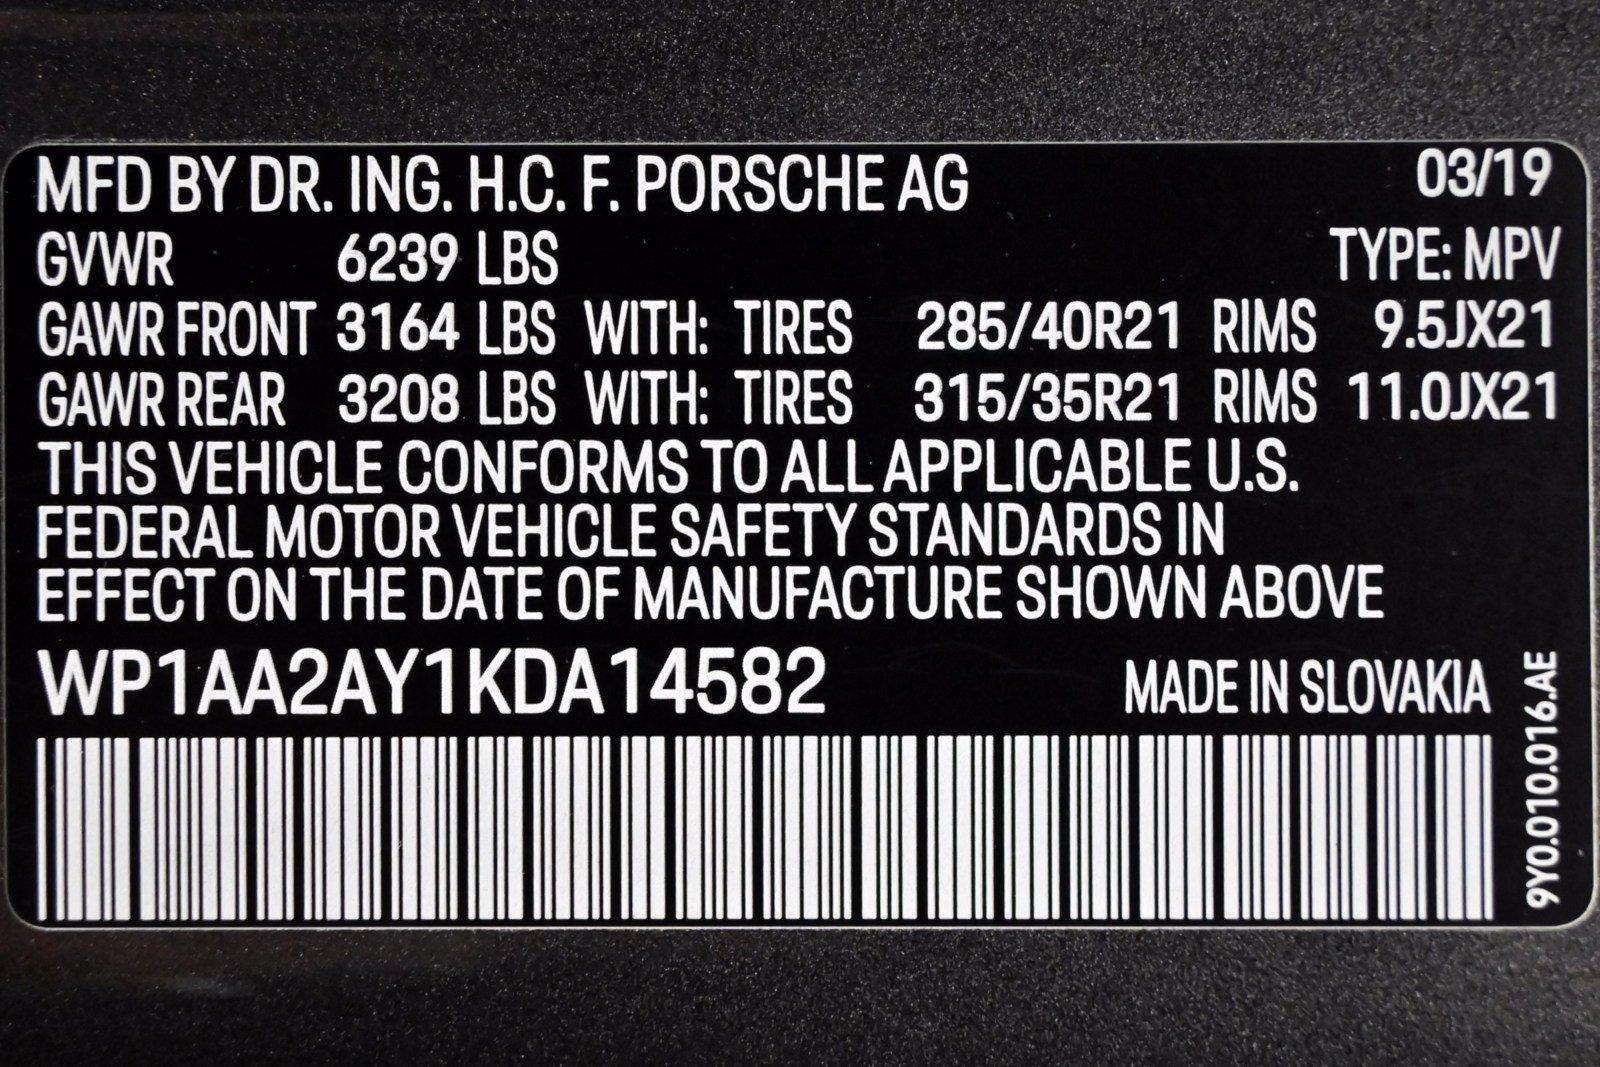 MFD BY DR. ING. H.C. F. PORSCHE AG 03/19
GVWR 6239 LBS TYPE: MPV
GAWR FRONT 3164 LBS WITH: TIRES 285/40R21 RIMS 9.5JX21
GAWR REAR 3208 LBS WITH: TIRES 315/35R21 RIMS 11.0JX21
THIS VEHICLE CONFORMS TO ALL APPLICABLE U.S.
FEDERAL MOTOR VEHICLE SAFETY STANDARDS IN
EFFECT ON THE DATE OF MANUFACTURE SHOWN ABOVE
WP1AA2AY1KDA14582 MADE IN SLOVAKIA
9Y0.010.016.AE